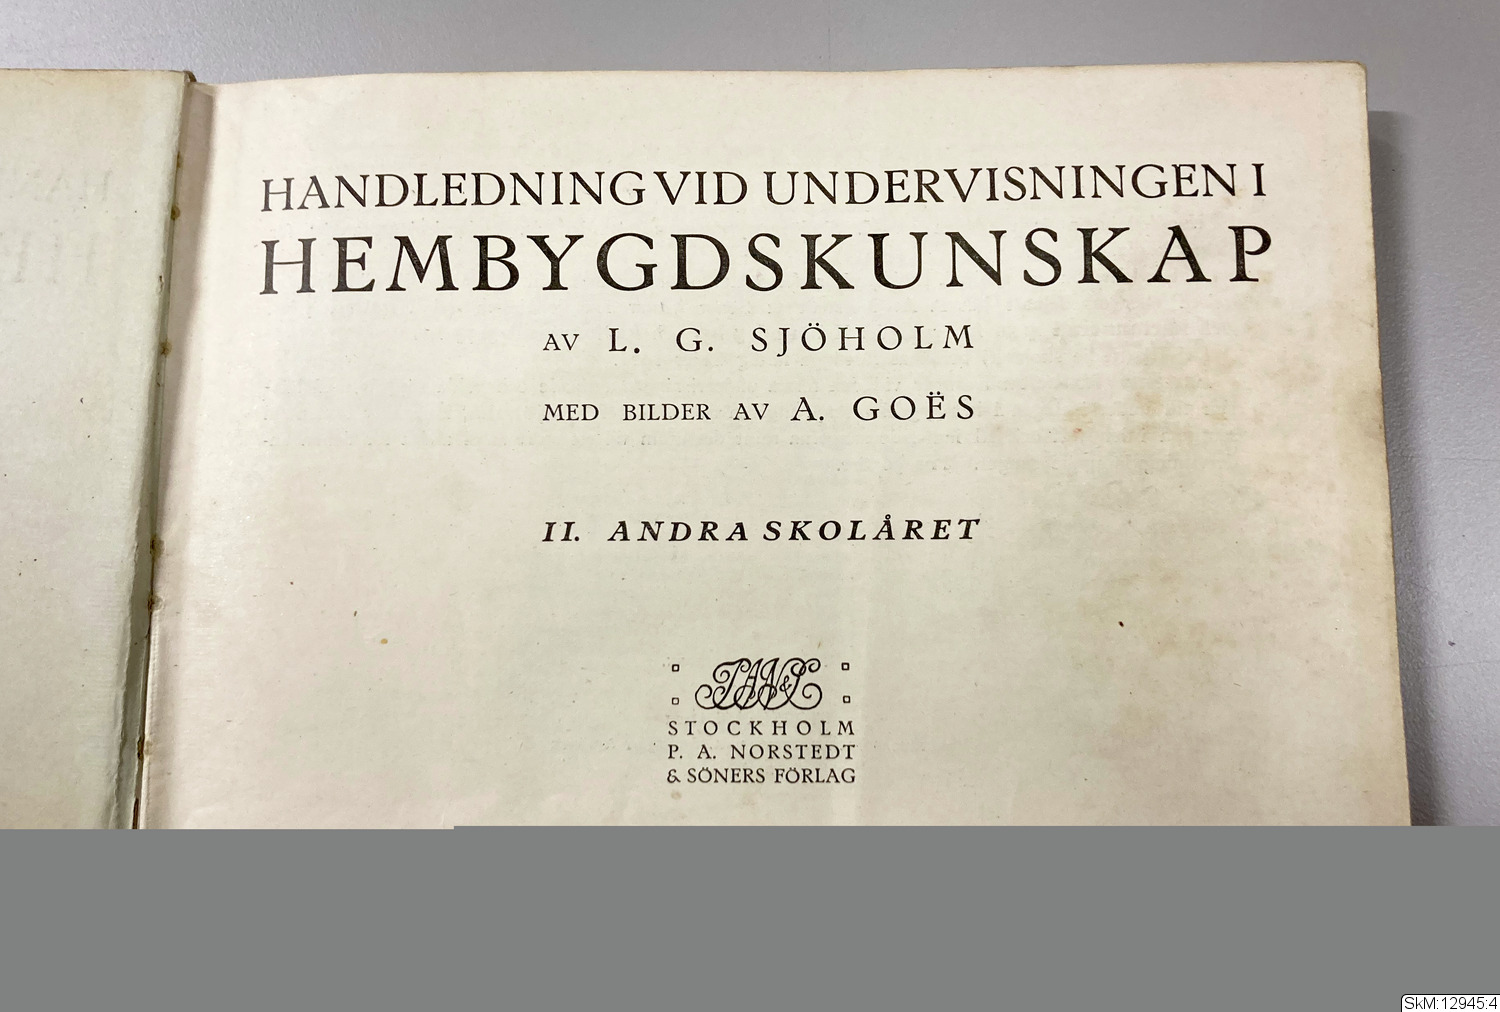 HANDLEDNING VID UNDERVISNINGEN I
HEMBYGDSKUNSKAP
AV L. G. SJÖHOLM
MED BILDER AV A. GOËS
II. ANDRA SKOLÅRET
P.A.N.&S.
STOCKHOLM
P. A. NORSTEDT
& SÖNERS FÖRLAG
SkM:12945:4